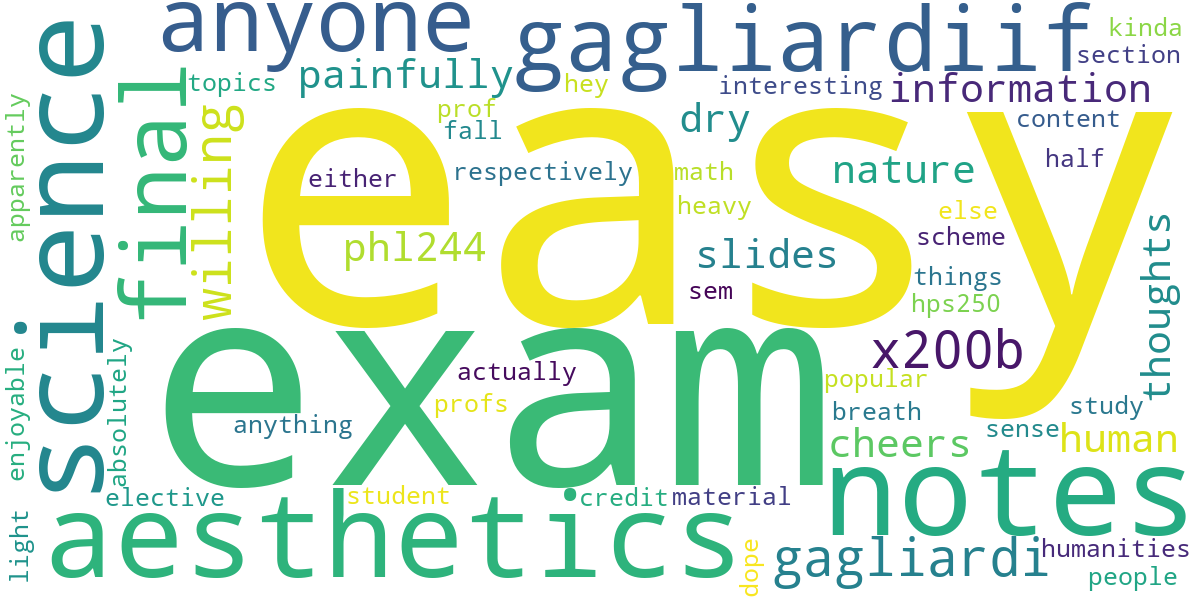 anyone
gagliardiif
kinda
section
science
final
topics
painfully
hey
interesting
information
apparently
willing
prof
fall
dry
content
easy
either
respectively
math
nature
half
heavy
else
scheme
phl244
slides
things
thoughts
sem
hps250
exam
x200b
enjoyable
absolutely
actually
popular
profs
breath
study
anything
cheers
sense
human
notes
elective
student
credit
material
aesthetics
light
dope
gagliardi
humanities
people